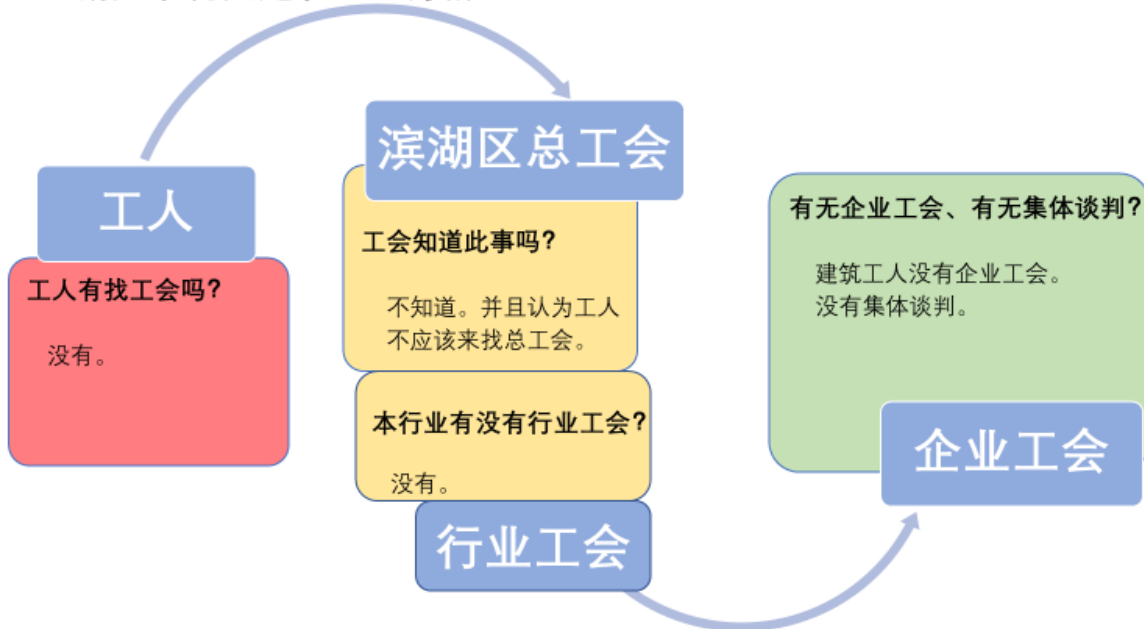 工人
工人有找工会吗？
没有。
滨湖区总工会
工会知道此事吗？
不知道。并且认为工人
不应该来找总工会。
本行业有没有行业工会？
没有。
行业工会
有无企业工会、有无集体谈判？
建筑工人没有企业工会。
没有集体谈判。
企业工会